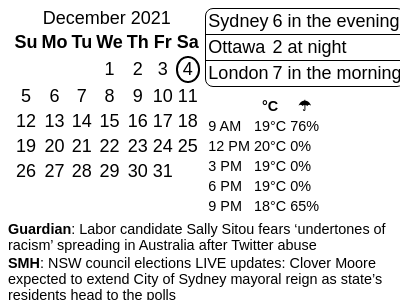 December 2021
Su Mo Tu We Th Fr Sa
1 2 3 4
5 6 7 8 9 10 11
12 13 14 15 16 17 18
19 20 21 22 23 24 25
26 27 28 29 30 31
Sydney 6 in the evening
Ottawa 2 at night
London 7 in the morning
°C ☂
9 AM 19°C 76%
12 PM 20°C 0%
3 PM 19°C 0%
6 PM 19°C 0%
9 PM 18°C 65%
Guardian: Labor candidate Sally Sitou fears ‘undertones of
racism’ spreading in Australia after Twitter abuse
SMH: NSW council elections LIVE updates: Clover Moore
expected to extend City of Sydney mayoral reign as state’s
residents head to the polls